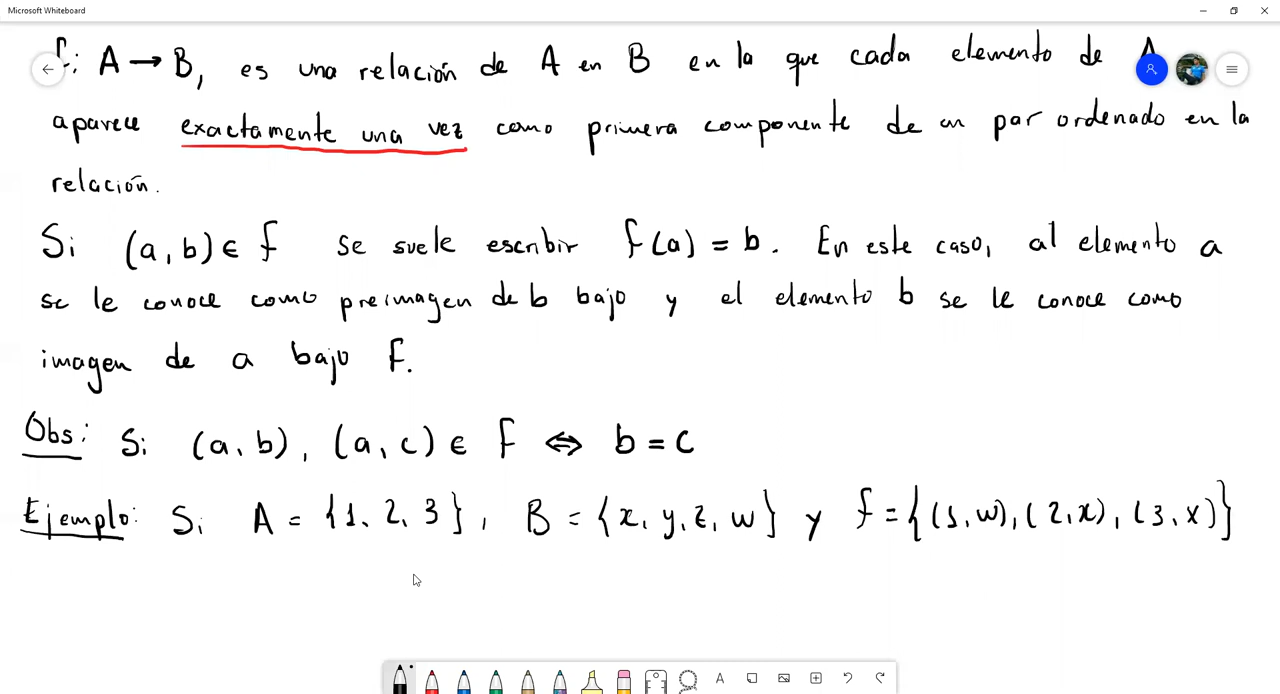 Microsoft Whiteboard
f: A → B, es una relación de A en B en la que cada elemento de A
aparece exactamente una vez como primera componente de un par ordenado en la
relación.
Si (a, b) ∈ f se suele escribir f(a) = b. En este caso, al elemento a
se le conoce como preimagen de b bajo y el elemento b se le conoce como
imagen de a bajo f.
Obs: Si (a, b), (a, c) ∈ f ⇔ b = c
Ejemplo: Si A = {1, 2, 3}, B = {x, y, z, w} y f = {(1, w), (2, x), (3, x)}
A